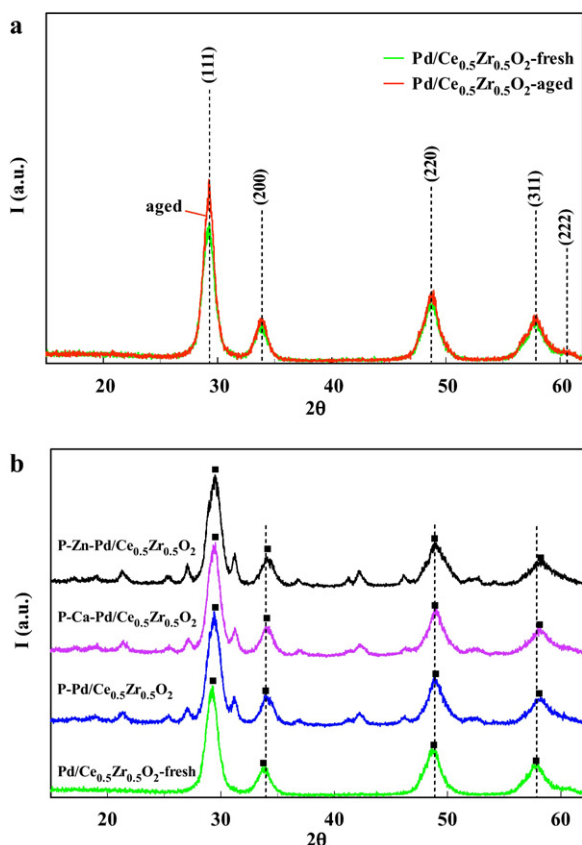 a
Pd/Ce0.5Zr0.5O2-fresh
Pd/Ce0.5Zr0.5O2-aged
(111)
(200)
(220)
(311)
(222)
aged
I (a.u.)
20
30
40
50
60
2θ
b
P-Zn-Pd/Ce0.5Zr0.5O2
P-Ca-Pd/Ce0.5Zr0.5O2
P-Pd/Ce0.5Zr0.5O2
Pd/Ce0.5Zr0.5O2-fresh
I (a.u.)
20
30
40
50
60
2θ